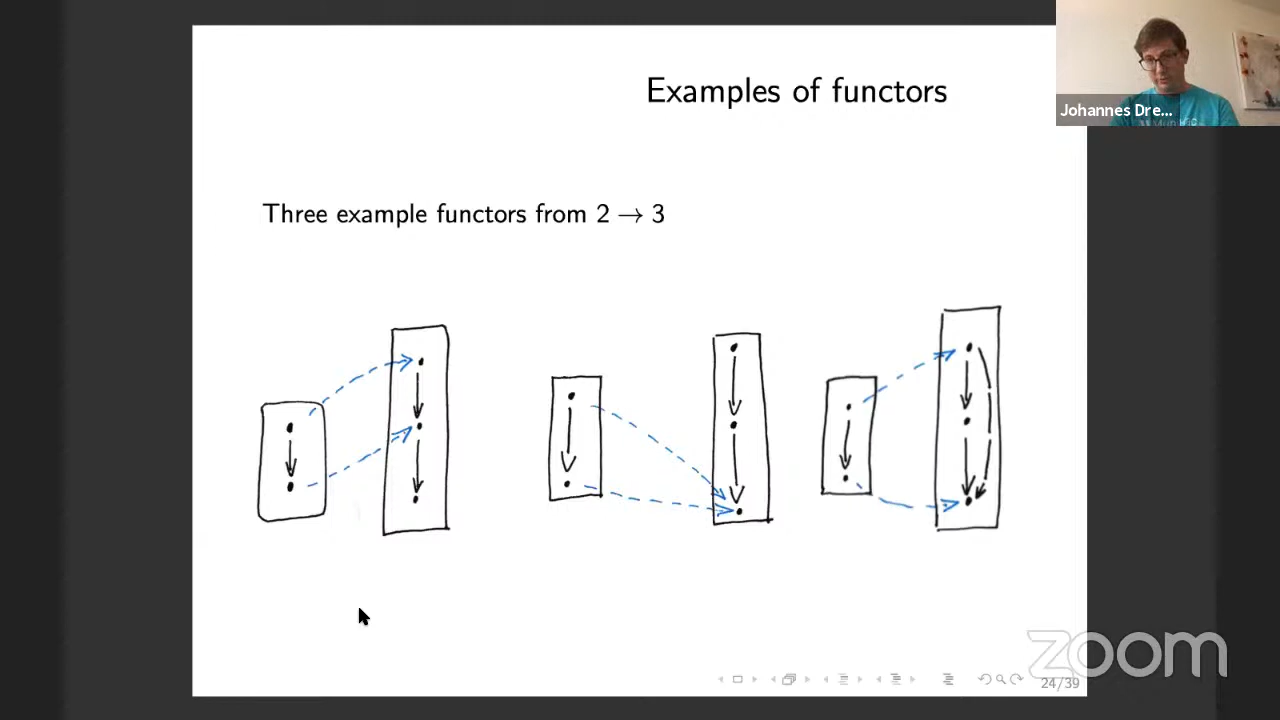 Examples of functors
Johannes Dre...
Three example functors from 2 → 3
zoom
24/39